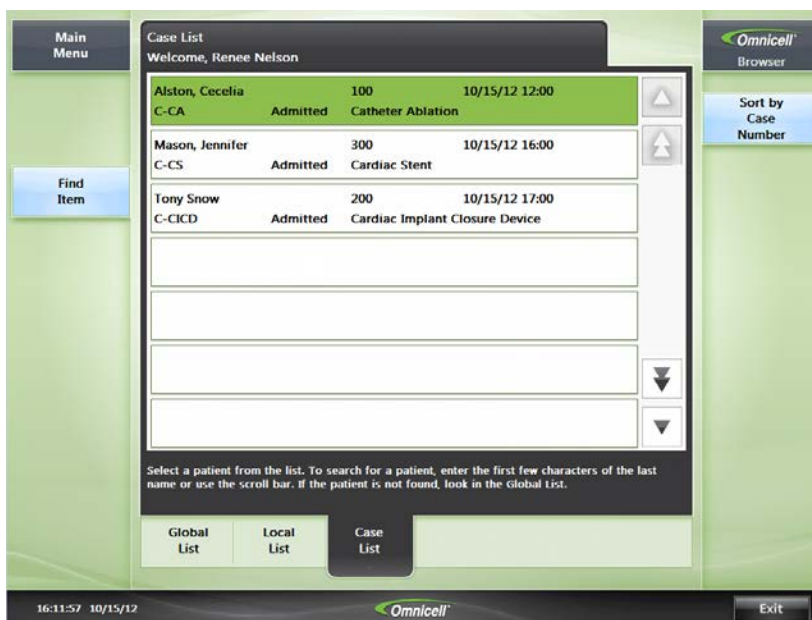 Main
Menu
Case List
Welcome, Renee Nelson
Omnicell
Browser
Alston, Cecelia 100 10/15/12 12:00
C-CA Admitted Catheter Ablation
Sort by
Case
Number
Mason, Jennifer 300 10/15/12 16:00
C-CS Admitted Cardiac Stent
Find
Item
Tony Snow 200 10/15/12 17:00
C-CICD Admitted Cardiac Implant Closure Device
Select a patient from the list. To search for a patient, enter the first few characters of the last
name or use the scroll bar. If the patient is not found, look in the Global List.
Global
List
Local
List
Case
List
16:11:57 10/15/12
Omnicell
Exit